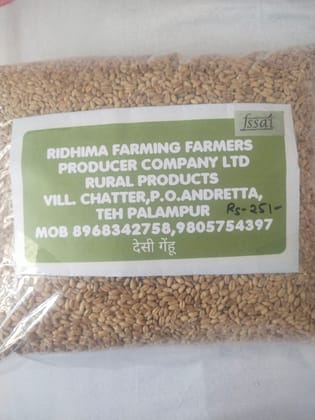 fssai
RIDHIMA FARMING FARMERS
PRODUCER COMPANY LTD
RURAL PRODUCTS
VILL. CHATTER,P.O.ANDRETTA,
TEH PALAMPUR Rs-251-
MOB 8968342758,9805754397
देसी गेंहू